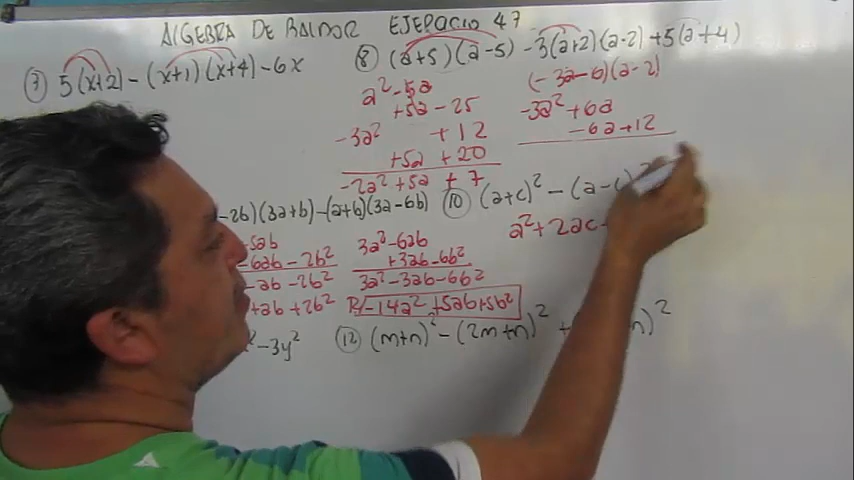 ALGEBRA DE BALDOR EJERCICIO 47
⑦ 5(x+2)-(x+1)(x+4)-6x
⑧ (a+5)(a-5)-3(a+2)(a-2)+5(a+4)
a²-5a
+5a-25
-3a² +12
+5a+20
-2a²+5a+7
(-3a-6)(a-2)
-3a²+6a
-6a+12
-2b)(3a+b)-(a+b)(3a-6b)
-6ab-2b²
-ab-2b²
+ab+2b²
3a²-6ab
+3ab-6b²
3a²-3ab-6b²
R/-14a²+5ab+5b²
⑩ (a+c)²-(a-c)²
a²+2ac
-3y²
⑫ (m+n)²-(2m+n)²+ n)²